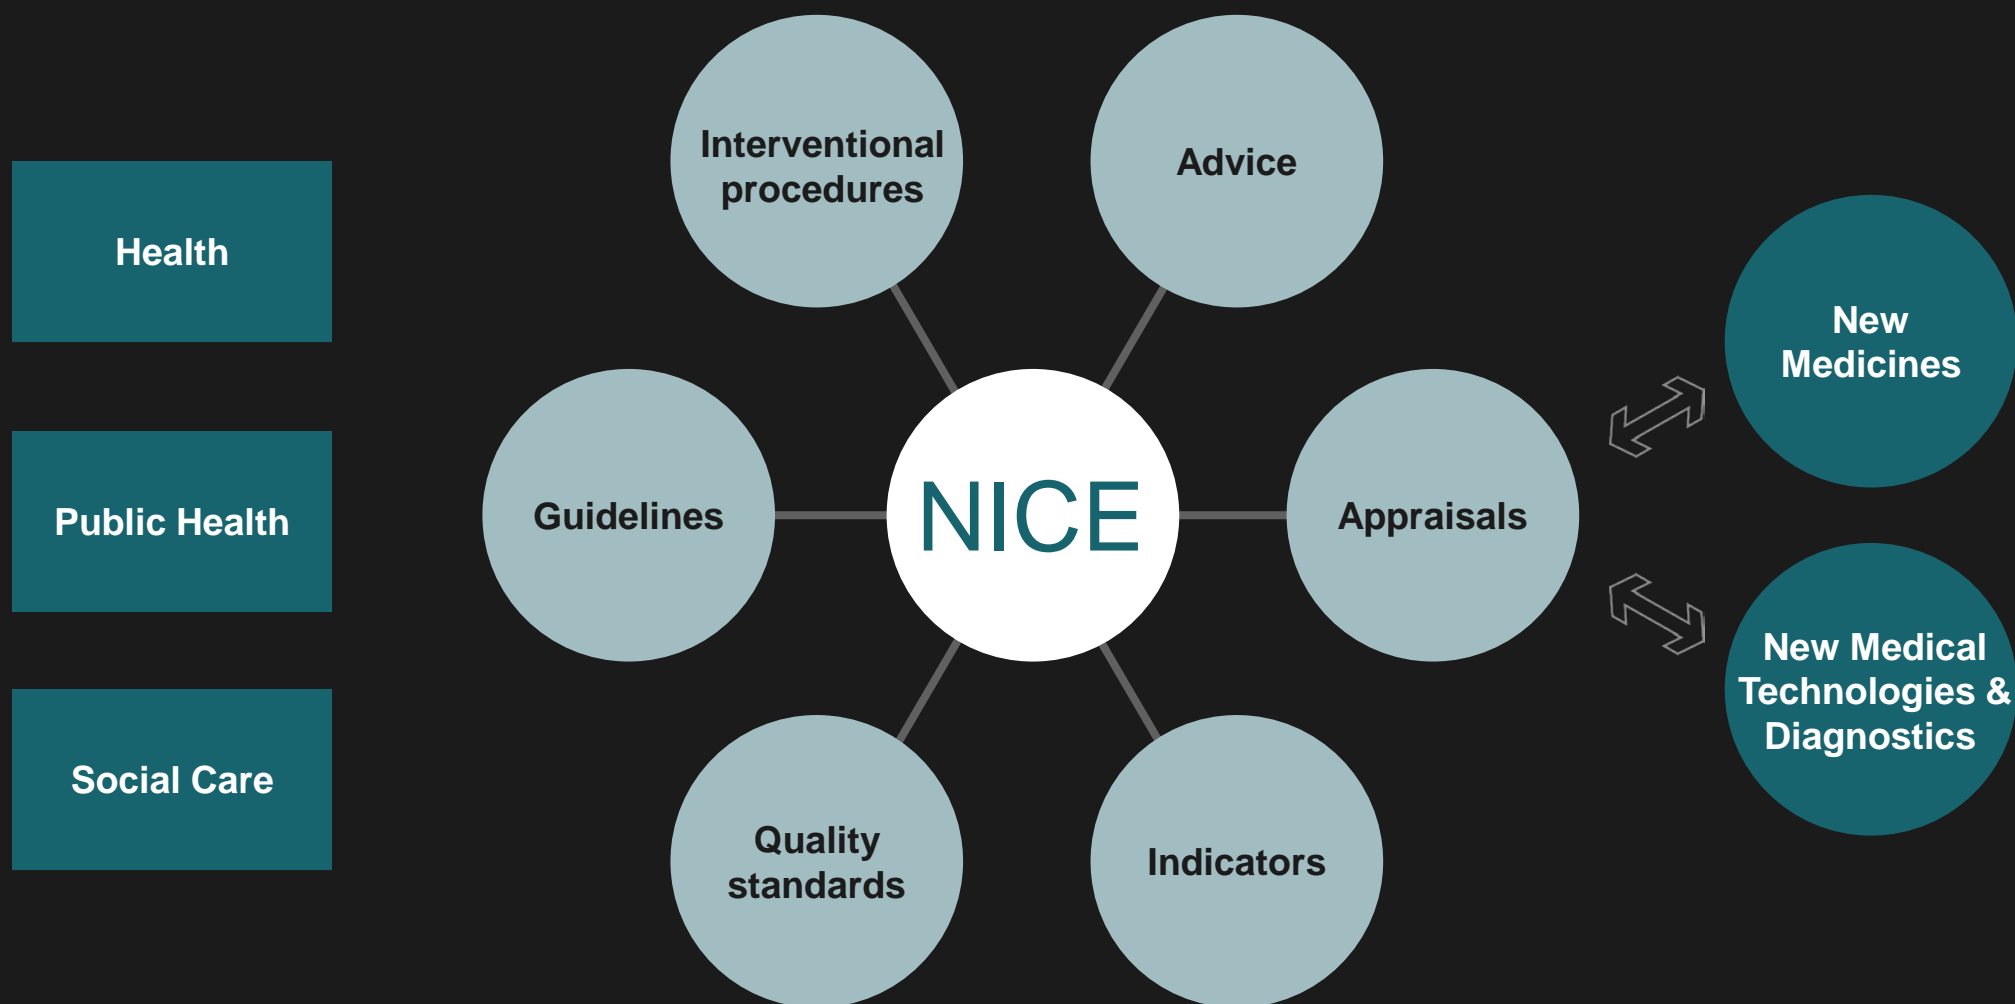 Health
Public Health
Social Care
Interventional
procedures
Advice
Guidelines
NICE
Appraisals
Quality
standards
Indicators
New
Medicines
New Medical
Technologies &
Diagnostics